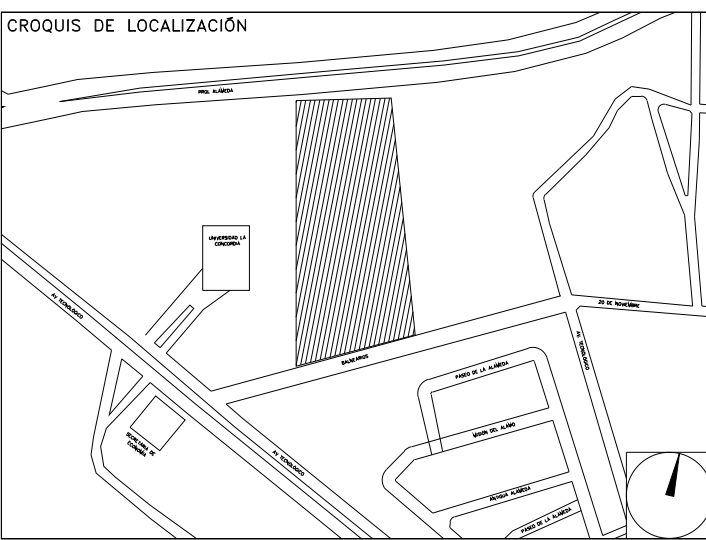 CROQUIS DE LOCALIZACIÓN
PROL ALAMEDA
UNIVERSIDAD LA
CONCORDIA
AV. TECNOLOGICO
20 DE NOVIEMBRE
BALNEARIOS
AV. TECNOLOGICO
PASEO DE LA ALAMEDA
MISION DEL ALAMO
SECRETARIA DE
ECONOMIA
AV TECNOLOGICO
ANTIGUA ALAMEDA
PASEO DE LA ALAMEDA